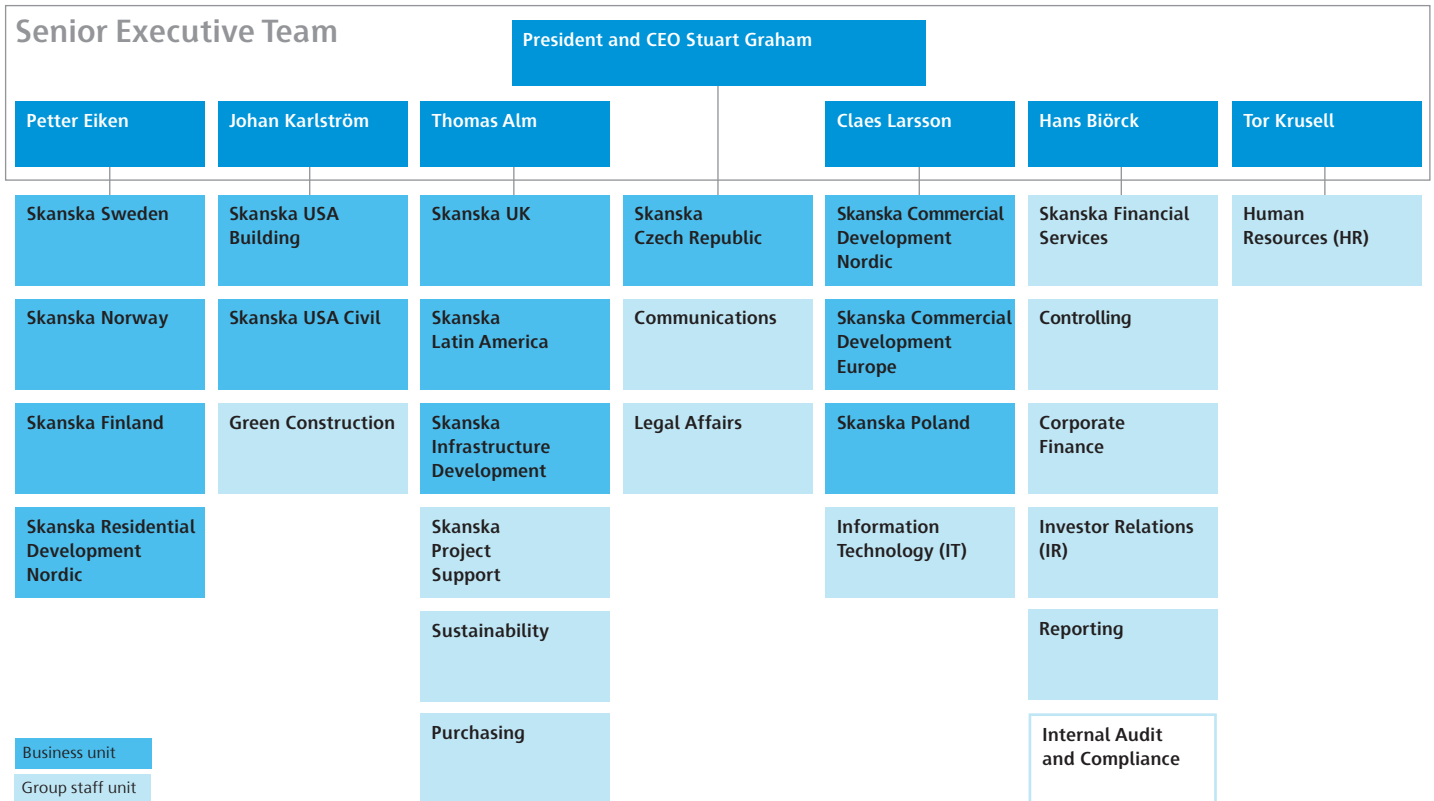 Senior Executive Team
President and CEO Stuart Graham
Petter Eiken
Johan Karlström
Thomas Alm
Claes Larsson
Hans Biörck
Tor Krusell
Skanska Sweden
Skanska USA
Building
Skanska UK
Skanska
Czech Republic
Skanska Commercial
Development
Nordic
Skanska Financial
Services
Human
Resources (HR)
Skanska Norway
Skanska USA Civil
Skanska
Latin America
Communications
Skanska Commercial
Development
Europe
Controlling
Skanska Finland
Green Construction
Skanska
Infrastructure
Development
Legal Affairs
Skanska Poland
Corporate
Finance
Skanska Residential
Development
Nordic
Skanska
Project
Support
Information
Technology (IT)
Investor Relations
(IR)
Sustainability
Reporting
Purchasing
Internal Audit
and Compliance
Business unit
Group staff unit